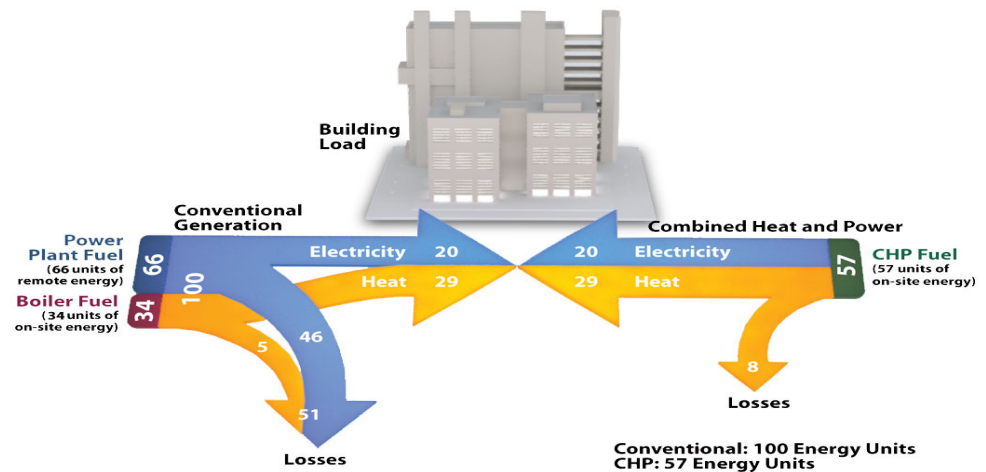 Building
Load
Conventional
Generation
Combined Heat and Power
Power
Plant Fuel
(66 units of
remote energy)
Boiler Fuel
(34 units of
on-site energy)
66
34
100
Electricity 20
Heat 29
5
46
51
Losses
20 Electricity
29 Heat
57
CHP Fuel
(57 units of
on-site energy)
8
Losses
Conventional: 100 Energy Units
CHP: 57 Energy Units